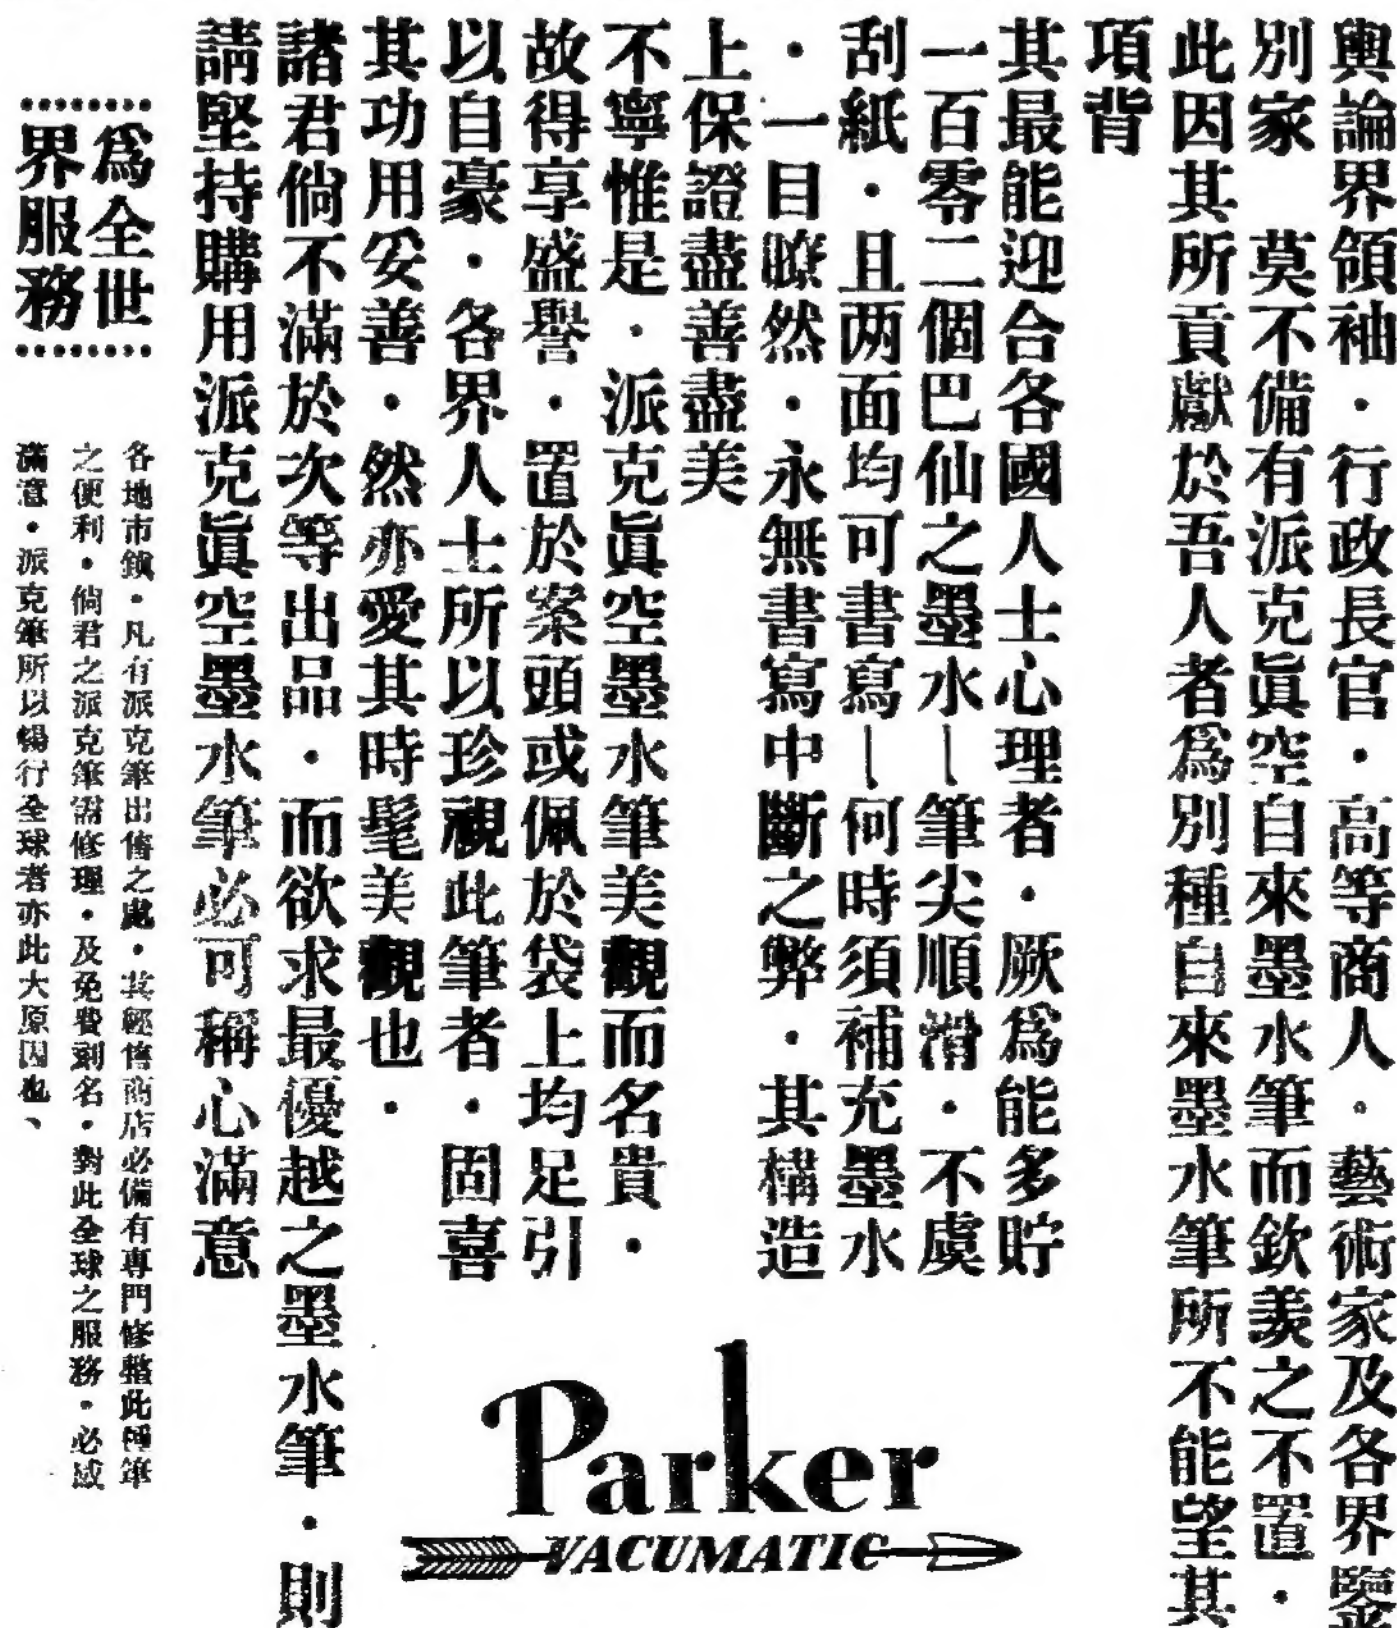 輿論界領袖・行政長官・高等商人。藝術家及各界鑒
別家　莫不備有派克眞空自來墨水筆而欽羨之不置・
此因其所貢獻於吾人者爲別種自來墨水筆所不能望其
項背
其最能迎合各國人士心理者・厥爲能多貯
一百零二個巴仙之墨水—筆尖順滑・不虞
刮紙・且两面均可書寫—何時須補充墨水
・一目瞭然・永無書寫中斷之弊・其構造
上保證盡善盡美
不寧惟是・派克眞空墨水筆美觀而名貴・
故得享盛譽・置於案頭或佩於袋上均足引
以自豪・各界人士所以珍視此筆者・固喜
其功用妥善・然亦愛其時髦美觀也・
諸君倘不滿於次等出品・而欲求最優越之墨水筆・則
請堅持購用派克眞空墨水筆必可稱心滿意
Parker
VACUMATIC
爲全世
界服務
各地市鎮・凡有派克筆出售之處・其經售商店必備有專門修整此種筆
之便利・倘君之派克筆需修理・及免費刻名・對此全球之服務・必感
滿意・派克筆所以暢行全球者亦此大原因也、